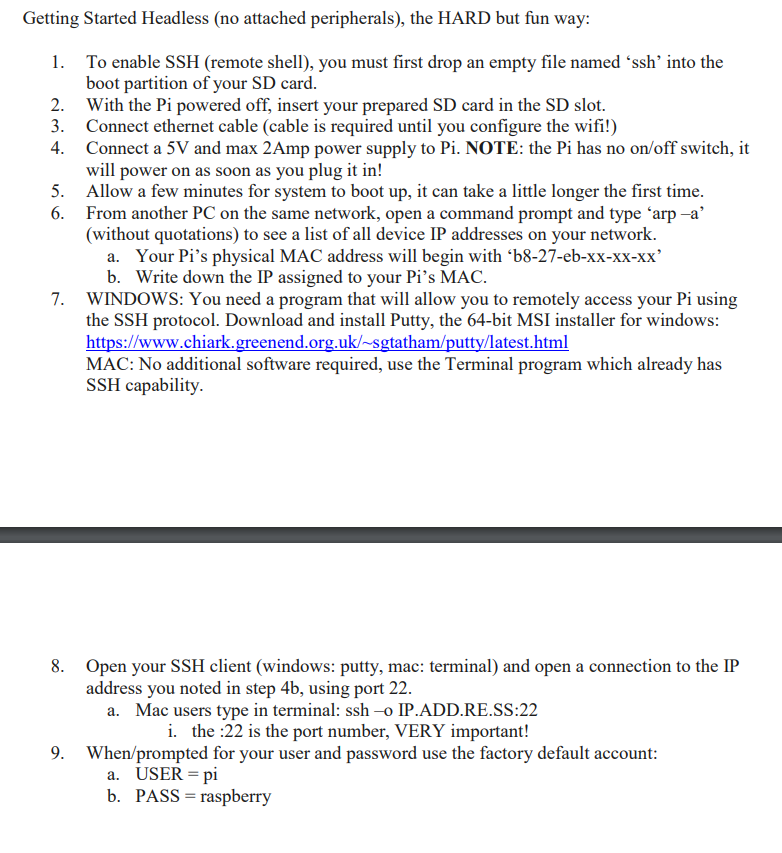 Getting Started Headless (no attached peripherals), the HARD but fun way:
1. To enable SSH (remote shell), you must first drop an empty file named ‘ssh’ into the
boot partition of your SD card.
2. With the Pi powered off, insert your prepared SD card in the SD slot.
3. Connect ethernet cable (cable is required until you configure the wifi!)
4. Connect a 5V and max 2Amp power supply to Pi. NOTE: the Pi has no on/off switch, it
will power on as soon as you plug it in!
5. Allow a few minutes for system to boot up, it can take a little longer the first time.
6. From another PC on the same network, open a command prompt and type ‘arp –a’
(without quotations) to see a list of all device IP addresses on your network.
a. Your Pi’s physical MAC address will begin with ‘b8-27-eb-xx-xx-xx’
b. Write down the IP assigned to your Pi’s MAC.
7. WINDOWS: You need a program that will allow you to remotely access your Pi using
the SSH protocol. Download and install Putty, the 64-bit MSI installer for windows:
https://www.chiark.greenend.org.uk/~sgtatham/putty/latest.html
MAC: No additional software required, use the Terminal program which already has
SSH capability.
8. Open your SSH client (windows: putty, mac: terminal) and open a connection to the IP
address you noted in step 4b, using port 22.
a. Mac users type in terminal: ssh –o IP.ADD.RE.SS:22
i. the :22 is the port number, VERY important!
9. When/prompted for your user and password use the factory default account:
a. USER = pi
b. PASS = raspberry